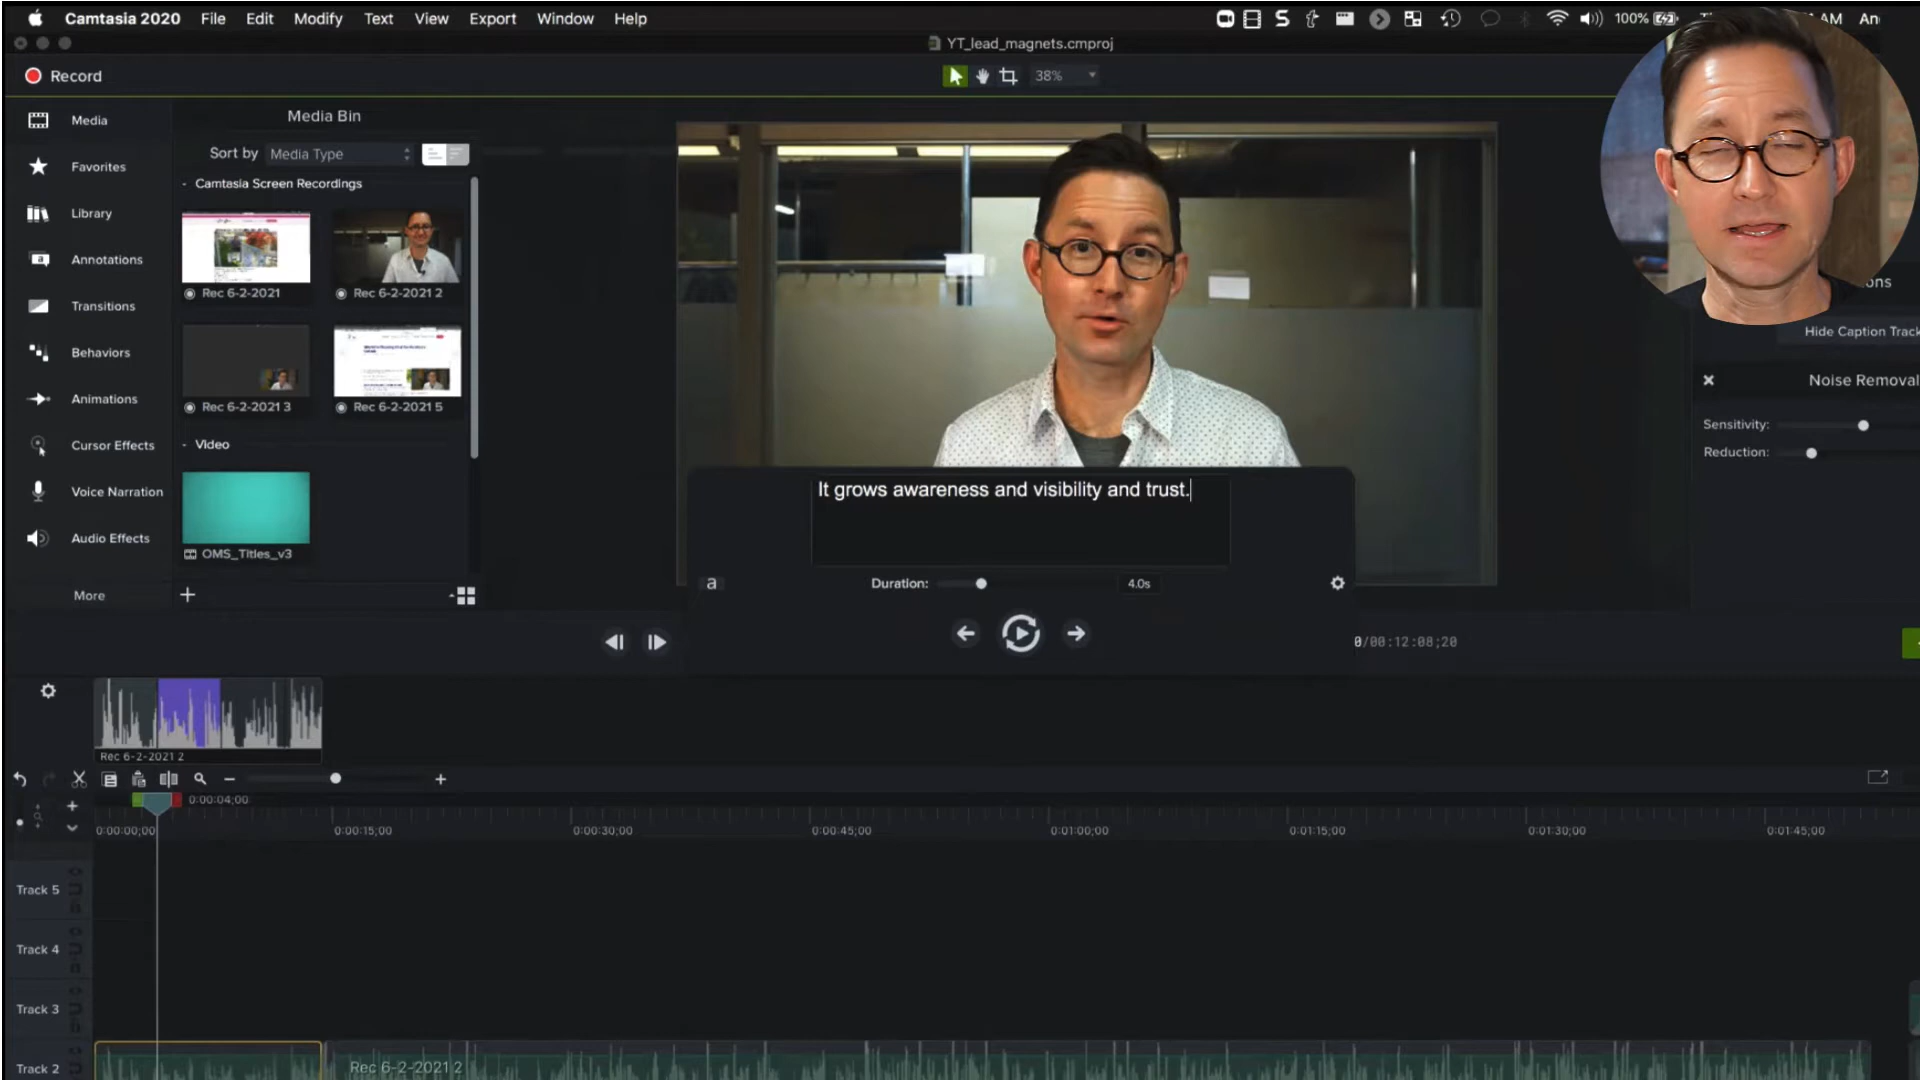 Camtasia 2020 File Edit Modify Text View Export Window Help
100%
AM
YT_lead_magnets.cmproj
Record
38%
Media
Favorites
Library
Annotations
Transitions
Behaviors
Animations
Cursor Effects
Voice Narration
Audio Effects
More
Media Bin
Sort by Media Type
Camtasia Screen Recordings
Rec 6-2-2021
Rec 6-2-2021 2
Rec 6-2-2021 3
Rec 6-2-2021 5
Video
OMS_Titles_v3
It grows awareness and visibility and trust.
a
Duration:
4.0s
Hide Caption Track
Noise Removal
Sensitivity:
Reduction:
0/00:12:08;20
Rec 6-2-2021 2
0:00:04;00
0:00:00;00
0:00:15;00
0:00:30;00
0:00:45;00
0:01:00;00
0:01:15;00
0:01:30;00
0:01:45;00
Track 5
Track 4
Track 3
Track 2
Rec 6-2-2021 2